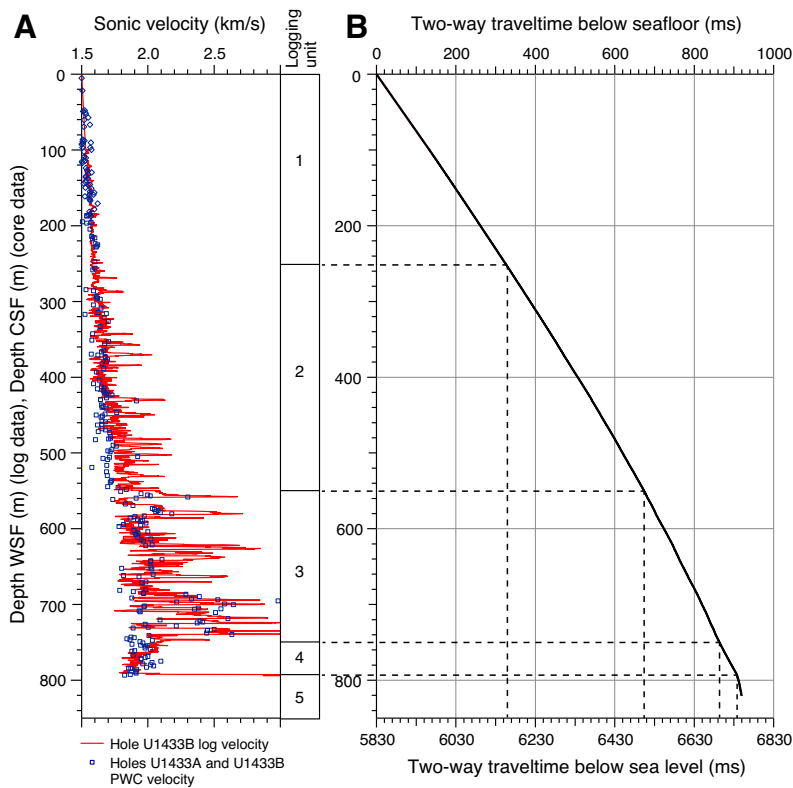 A
Sonic velocity (km/s)
1.5 2.0 3
Logging
unit
B
Two-way traveltime below seafloor (ms)
0 200 400 600 800 1000
0
100
200
300
400
500
600
700
800
Depth WSF (m) (log data), Depth CSF (m) (core data)
1
2
3
4
5
0
200
400
600
800
5830 6030 6230 6430 6630 6830
Two-way traveltime below sea level (ms)
Hole U1433B log velocity
Holes U1433A and U1433B
PWC velocity